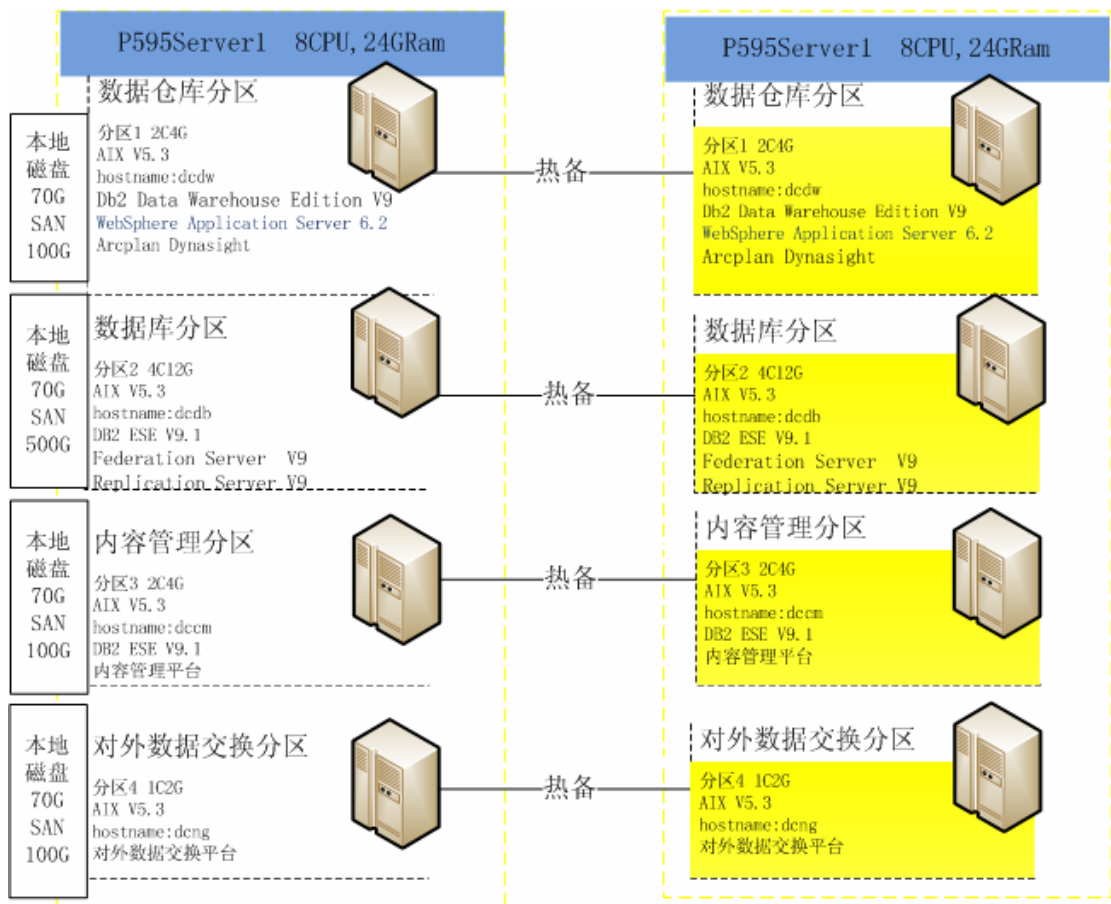 P595Server1 8CPU,24GRam
数据仓库分区
本地
磁盘
70G
SAN
100G
分区1 2C4G
AIX V5.3
hostname:dcdw
Db2 Data Warehouse Edition V9
WebSphere Application Server 6.2
Arcplan Dynasight
热备
P595Server1 8CPU,24GRam
数据仓库分区
分区1 2C4G
AIX V5.3
hostname:dcdw
Db2 Data Warehouse Edition V9
WebSphere Application Server 6.2
Arcplan Dynasight
本地
磁盘
70G
SAN
500G
数据库分区
分区2 4C12G
AIX V5.3
hostname:dcdb
DB2 ESE V9.1
Federation Server V9
Replication Server V9
热备
数据库分区
分区2 4C12G
AIX V5.3
hostname:dcdb
DB2 ESE V9.1
Federation Server V9
Replication Server V9
本地
磁盘
70G
SAN
100G
内容管理分区
分区3 2C4G
AIX V5.3
hostname:dccm
DB2 ESE V9.1
内容管理平台
热备
内容管理分区
分区3 2C4G
AIX V5.3
hostname:dccm
DB2 ESE V9.1
内容管理平台
本地
磁盘
70G
SAN
100G
对外数据交换分区
分区4 1C2G
AIX V5.3
hostname:dcng
对外数据交换平台
热备
对外数据交换分区
分区4 1C2G
AIX V5.3
hostname:dcng
对外数据交换平台